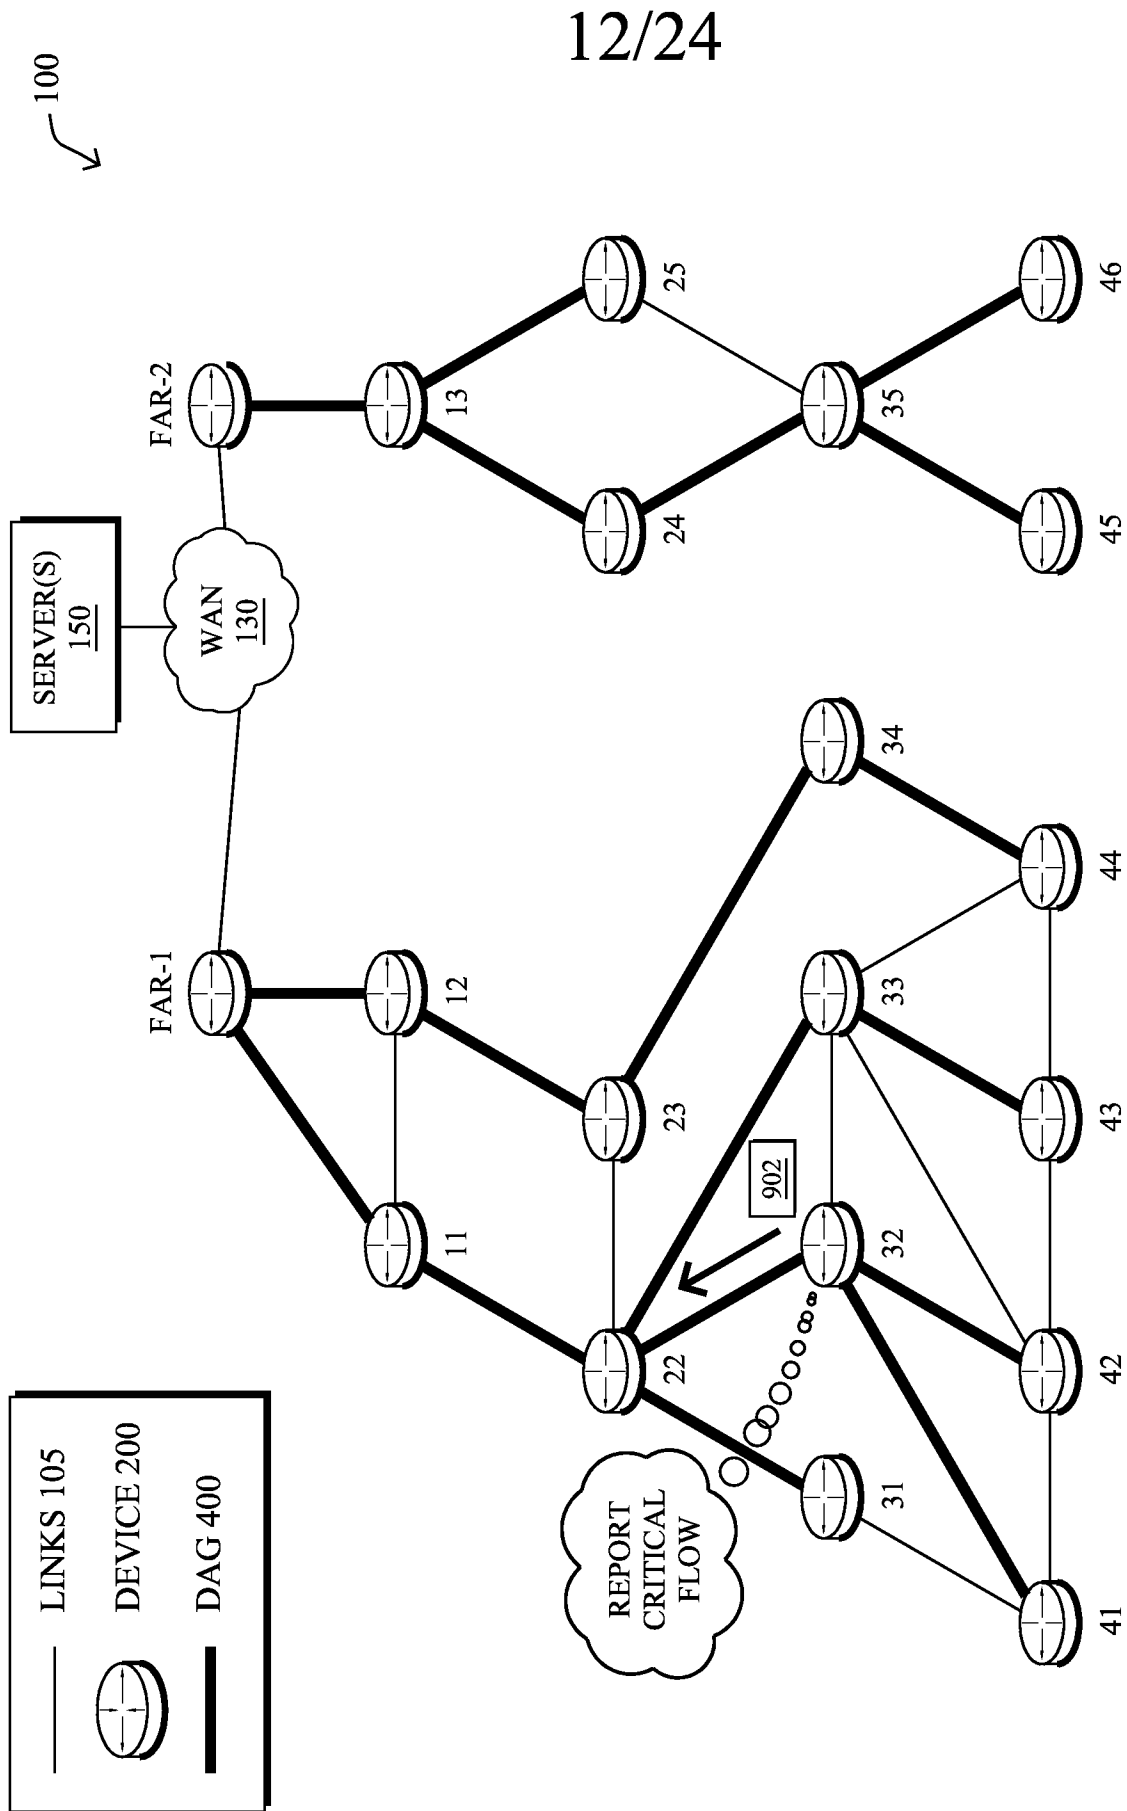 12/24
100
LINKS 105
DEVICE 200
DAG 400
SERVER(S)
150
WAN
130
FAR-1
FAR-2
11
12
13
22
23
24
25
REPORT
CRITICAL
FLOW
902
31
32
33
34
35
41
42
43
44
45
46